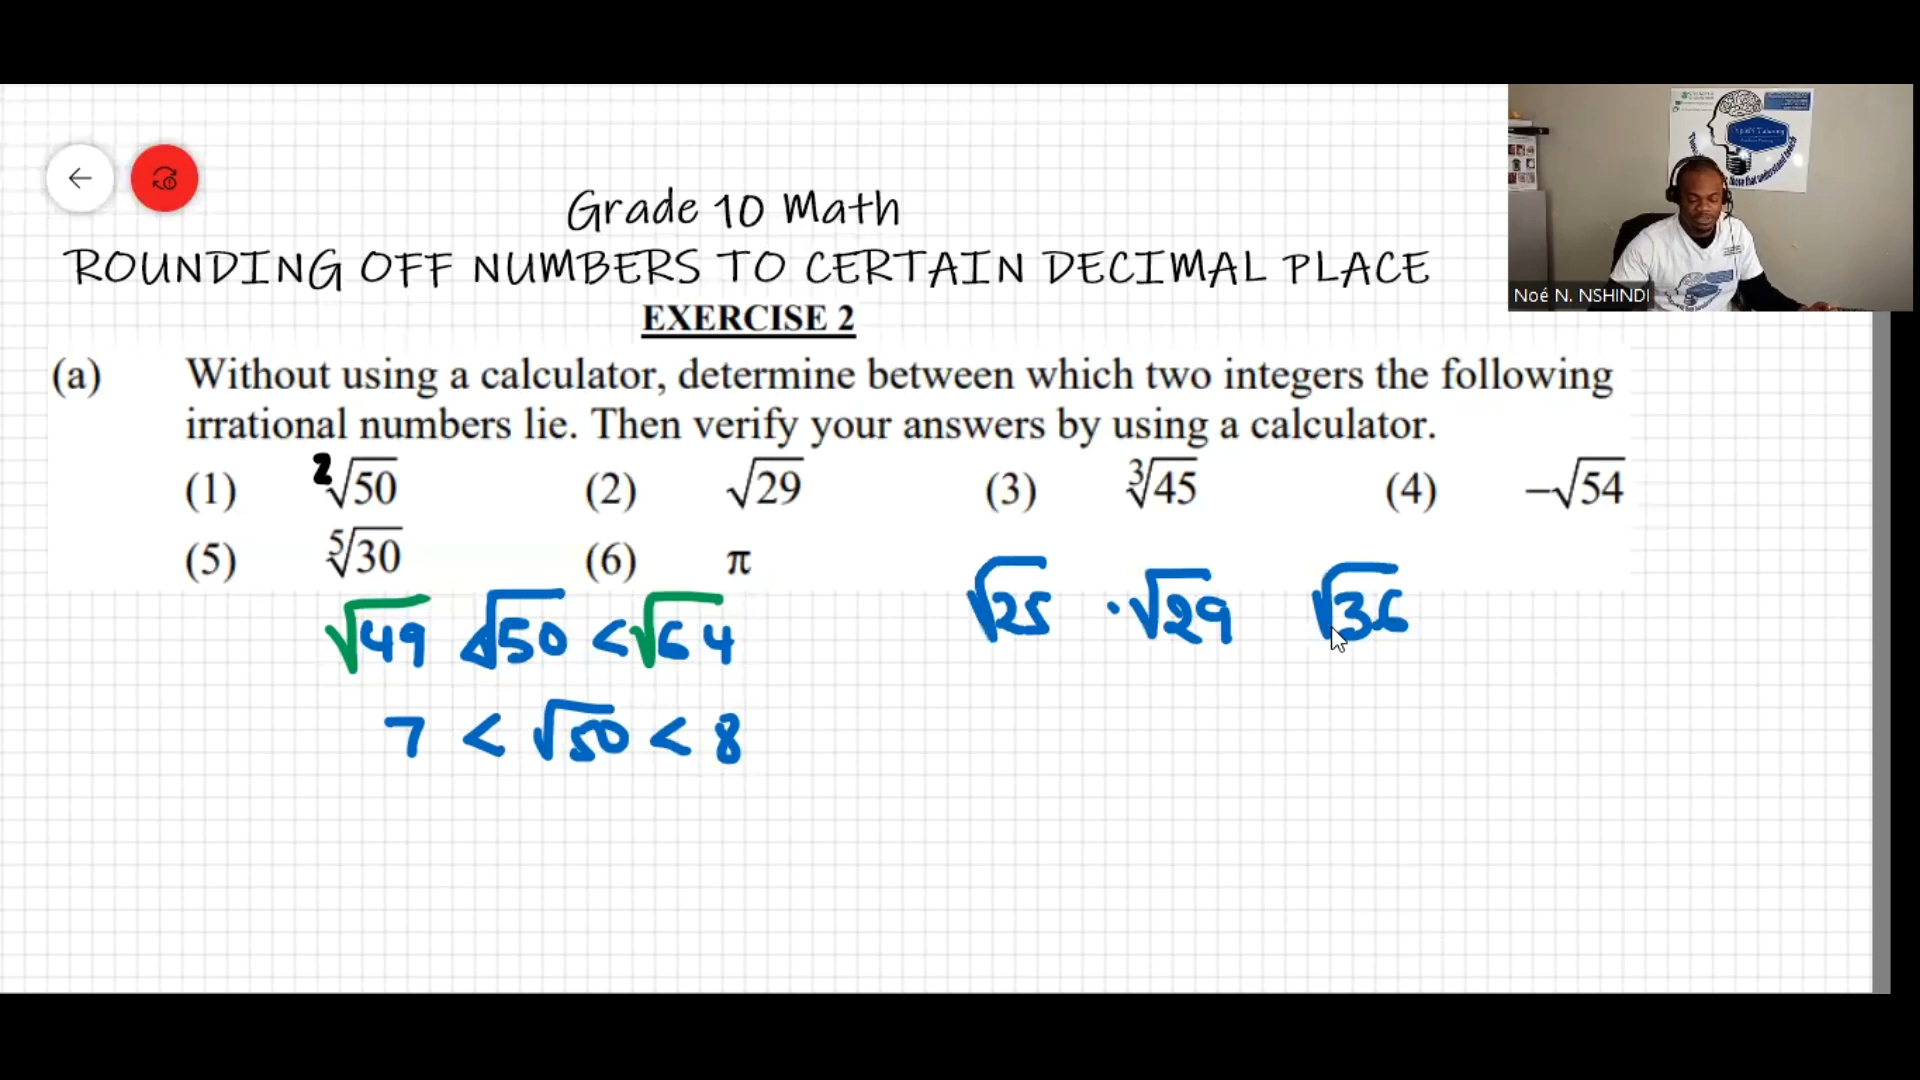 Grade 10 Math
ROUNDING OFF NUMBERS TO CERTAIN DECIMAL PLACE
EXERCISE 2
(a) Without using a calculator, determine between which two integers the following
irrational numbers lie. Then verify your answers by using a calculator.
(1) ²√50 (2) √29 (3) ³√45 (4) −√54
(5) ⁵√30 (6) π
√49 < √50 < √64
7 < √50 < 8
√25 · √29 √36
Noé N. NSHINDI